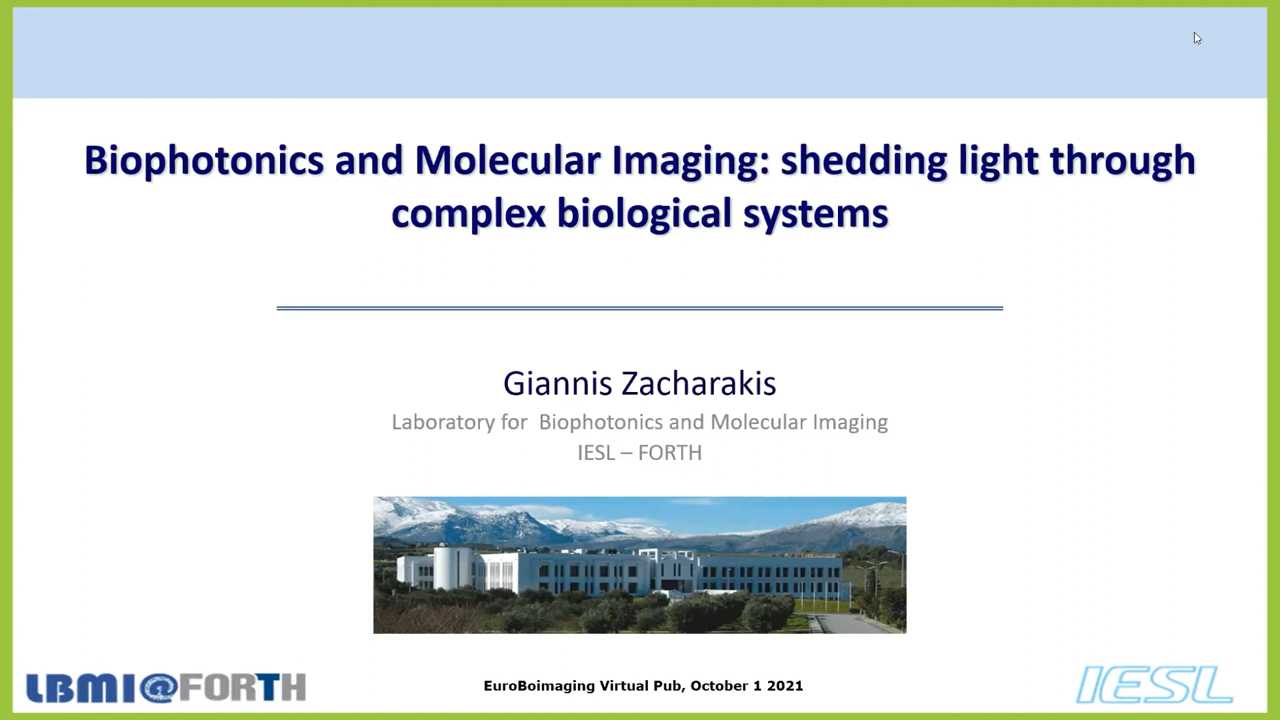 Biophotonics and Molecular Imaging: shedding light through
complex biological systems
Giannis Zacharakis
Laboratory for Biophotonics and Molecular Imaging
IESL – FORTH
LBMI@FORTH
EuroBoimaging Virtual Pub, October 1 2021
IESL